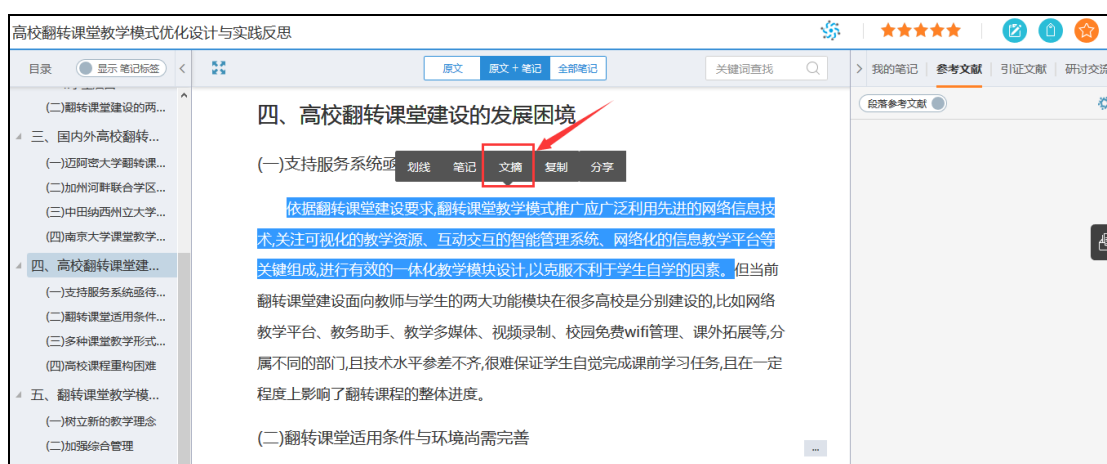 高校翻转课堂教学模式优化设计与实践反思
目录 显示 笔记标签 <
原文 原文 + 笔记 全部笔记 关键词查找
> 我的笔记 参考文献 引证文献 研讨交流
段落参考文献
(二)翻转课堂建设的两...
三、国内外高校翻转...
(一)迈阿密大学翻转课...
(二)加州河畔联合学区...
(三)中田纳西州立大学...
(四)南京大学课堂教学...
四、高校翻转课堂建...
(一)支持服务系统亟待...
(二)翻转课堂适用条件...
(三)多种课堂教学形式...
(四)高校课程重构困难
五、翻转课堂教学模...
(一)树立新的教学理念
(二)加强综合管理
四、高校翻转课堂建设的发展困境
(一)支持服务系统亟
划线 笔记 文摘 复制 分享
依据翻转课堂建设要求,翻转课堂教学模式推广应广泛利用先进的网络信息技
术,关注可视化的教学资源、互动交互的智能管理系统、网络化的信息教学平台等
关键组成,进行有效的一体化教学模块设计,以克服不利于学生自学的因素。但当前
翻转课堂建设面向教师与学生的两大功能模块在很多高校是分别建设的,比如网络
教学平台、教务助手、教学多媒体、视频录制、校园免费wifi管理、课外拓展等,分
属不同的部门,且技术水平参差不齐,很难保证学生自觉完成课前学习任务,且在一定
程度上影响了翻转课程的整体进度。
(二)翻转课堂适用条件与环境尚需完善
...